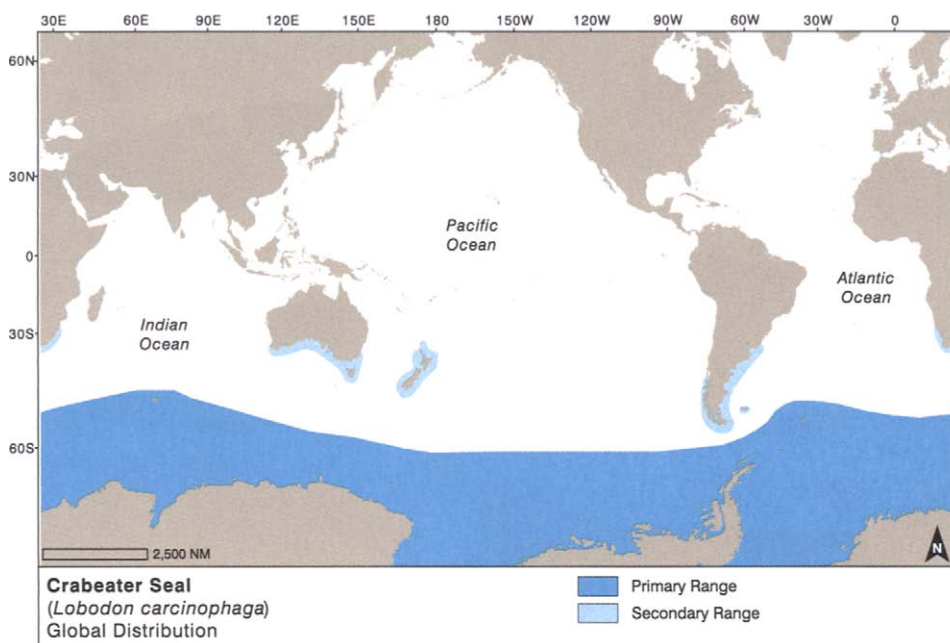 30E 60E 90E 120E 150E 180 150W 120W 90W 60W 30W 0
60N
30N
0
30S
60S
Pacific
Ocean
Atlantic
Ocean
Indian
Ocean
2,500 NM
N
Crabeater Seal
(Lobodon carcinophaga)
Global Distribution
Primary Range
Secondary Range